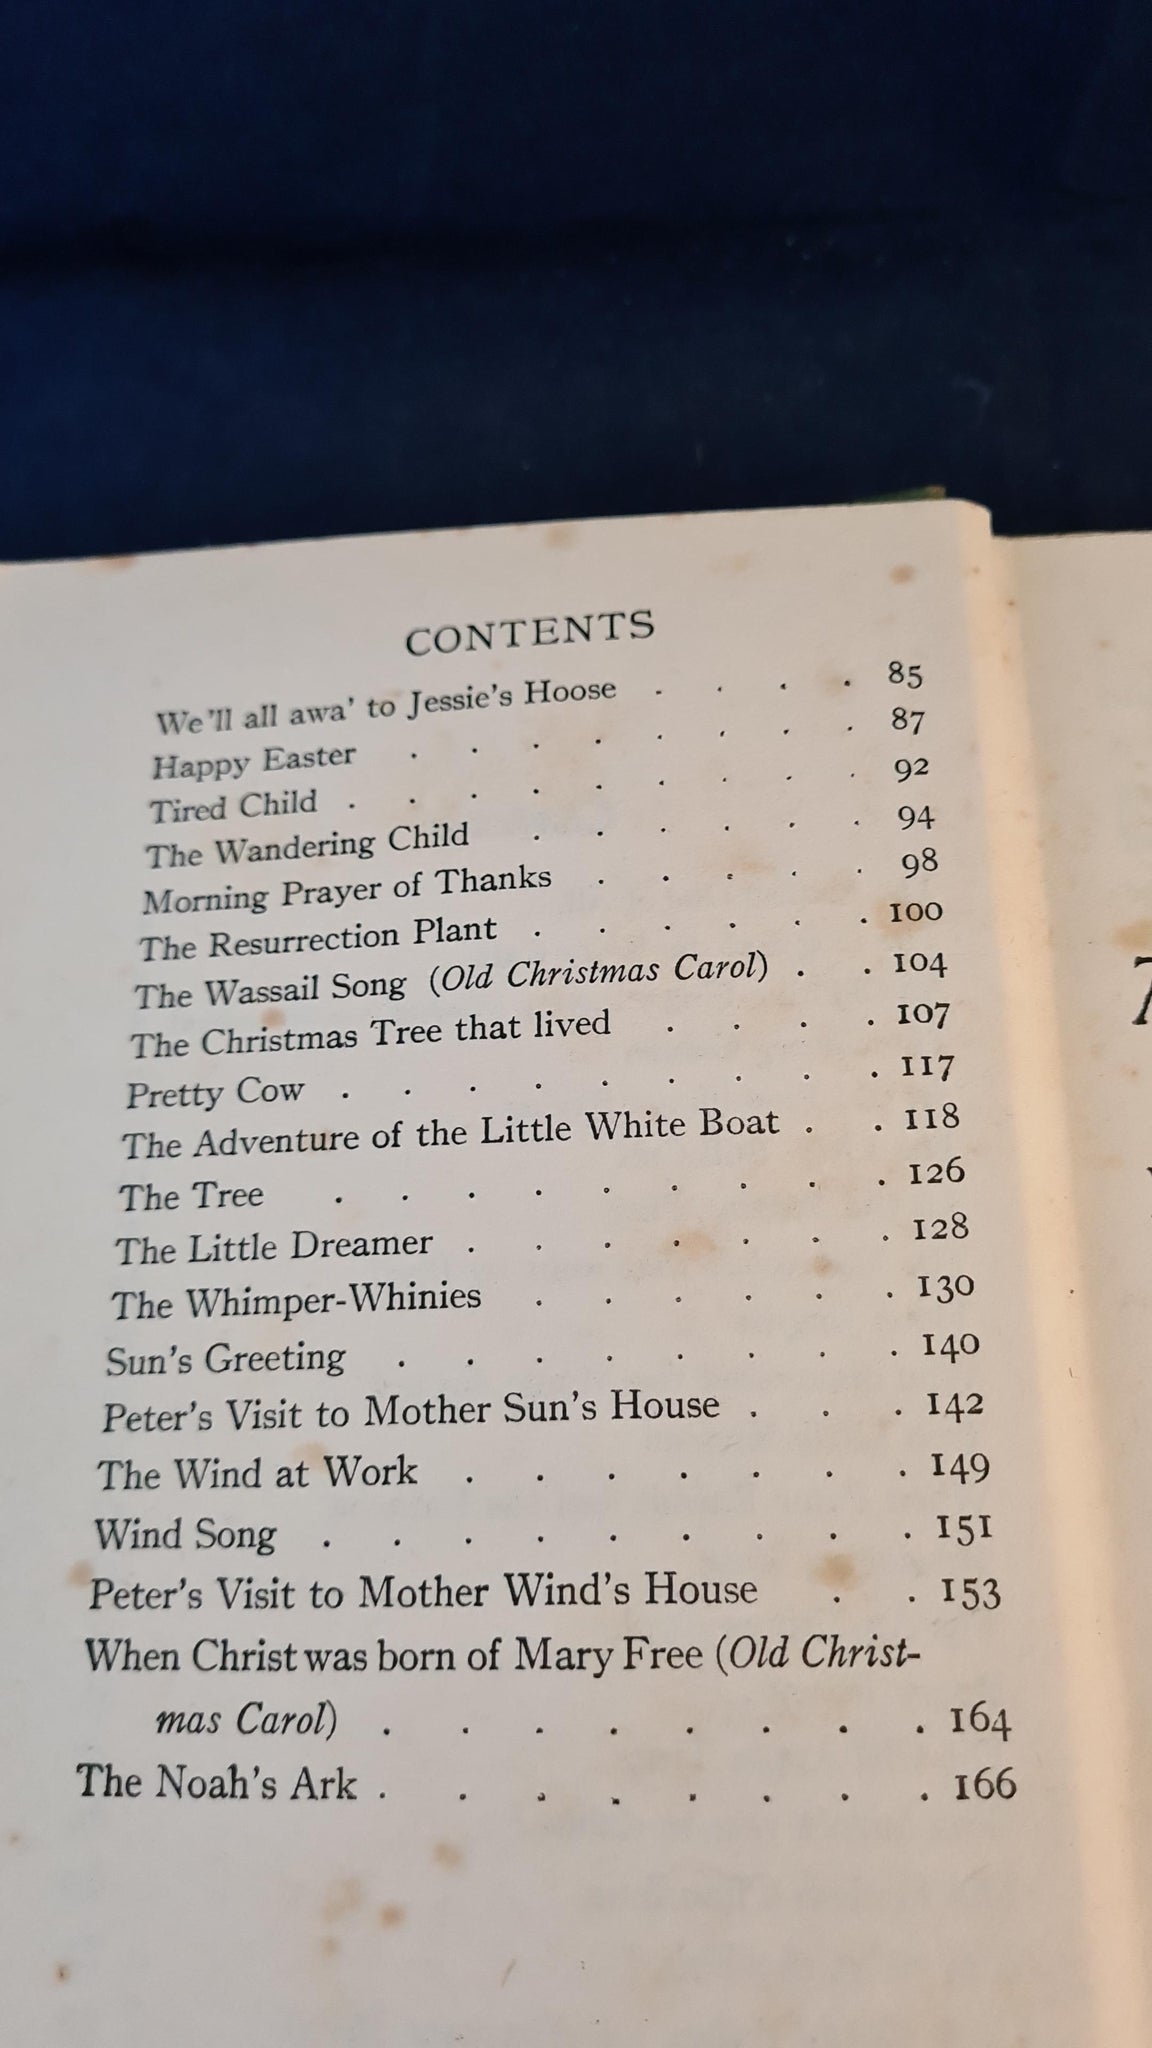 CONTENTS
We'll all awa' to Jessie's Hoose . . . . 85
Happy Easter . . . . . . . . 87
Tired Child . . . . . . . . . 92
The Wandering Child . . . . . . 94
Morning Prayer of Thanks . . . . . 98
The Resurrection Plant . . . . . . 100
The Wassail Song (Old Christmas Carol) . . 104
The Christmas Tree that lived . . . . 107
Pretty Cow . . . . . . . . . 117
The Adventure of the Little White Boat . . 118
The Tree . . . . . . . . . 126
The Little Dreamer . . . . . . . 128
The Whimper-Whinies . . . . . . 130
Sun's Greeting . . . . . . . . 140
Peter's Visit to Mother Sun's House . . . 142
The Wind at Work . . . . . . . 149
Wind Song . . . . . . . . . 151
Peter's Visit to Mother Wind's House . . 153
When Christ was born of Mary Free (Old Christ-
mas Carol) . . . . . . . . 164
The Noah's Ark . . . . . . . . 166